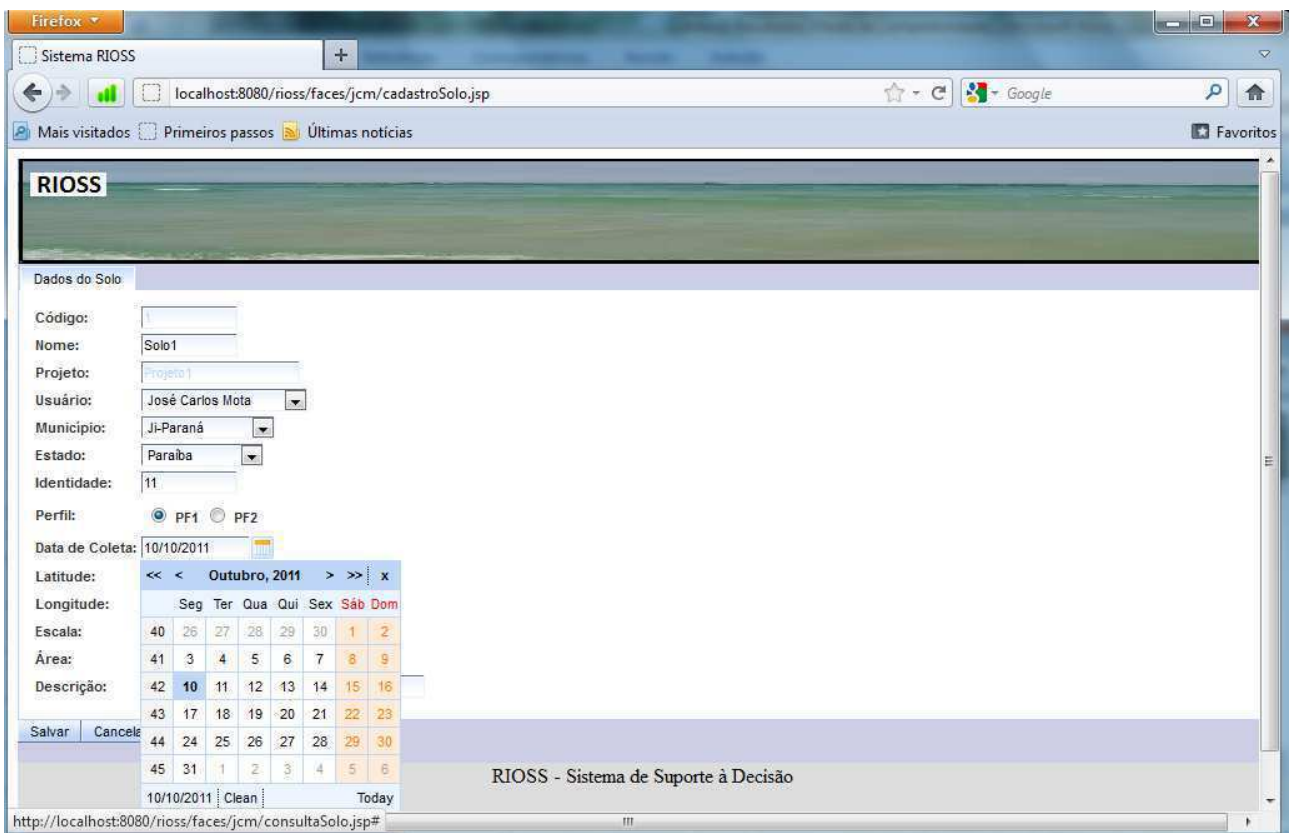 Firefox
Sistema RIOSS
+
localhost:8080/rioss/faces/jcm/cadastroSolo.jsp
Google
Mais visitados Primeiros passos Últimas notícias Favoritos
RIOSS
Dados do Solo
Código: 1
Nome: Solo1
Projeto: Projeto1
Usuário: José Carlos Mota
Município: Ji-Paraná
Estado: Paraíba
Identidade: 11
Perfil: PF1 PF2
Data de Coleta: 10/10/2011
Latitude: << < Outubro, 2011 > >> x
Longitude: Seg Ter Qua Qui Sex Sáb Dom
Escala: 40 26 27 28 29 30 1 2
Área: 41 3 4 5 6 7 8 9
Descrição: 42 10 11 12 13 14 15 16
43 17 18 19 20 21 22 23
Salvar Cancela 44 24 25 26 27 28 29 30
45 31 1 2 3 4 5 6
RIOSS - Sistema de Suporte à Decisão
10/10/2011 Clean Today
http://localhost:8080/rioss/faces/jcm/consultaSolo.jsp#